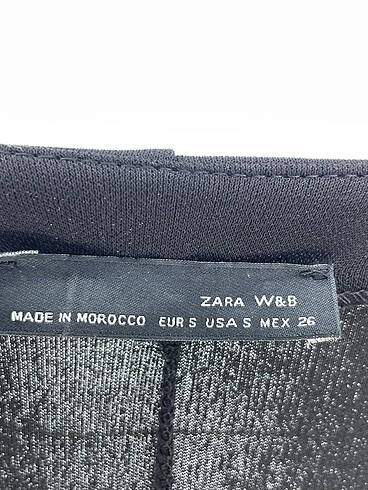 ZARA W&B
MADE IN MOROCCO EUR S USA S MEX 26